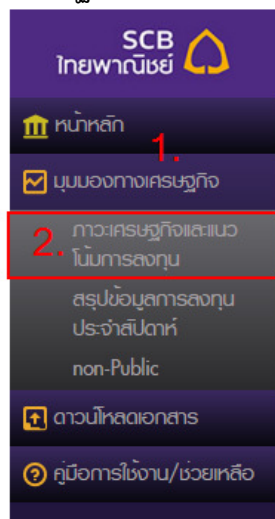 SCB
ไทยพาณิชย์
หน้าหลัก
1.
มุมมองทางเศรษฐกิจ
2.
ภาวะเศรษฐกิจและแนว
โน้มการลงทุน
สรุปข้อมูลการลงทุน
ประจำสัปดาห์
non-Public
ดาวน์โหลดเอกสาร
คู่มือการใช้งาน/ช่วยเหลือ